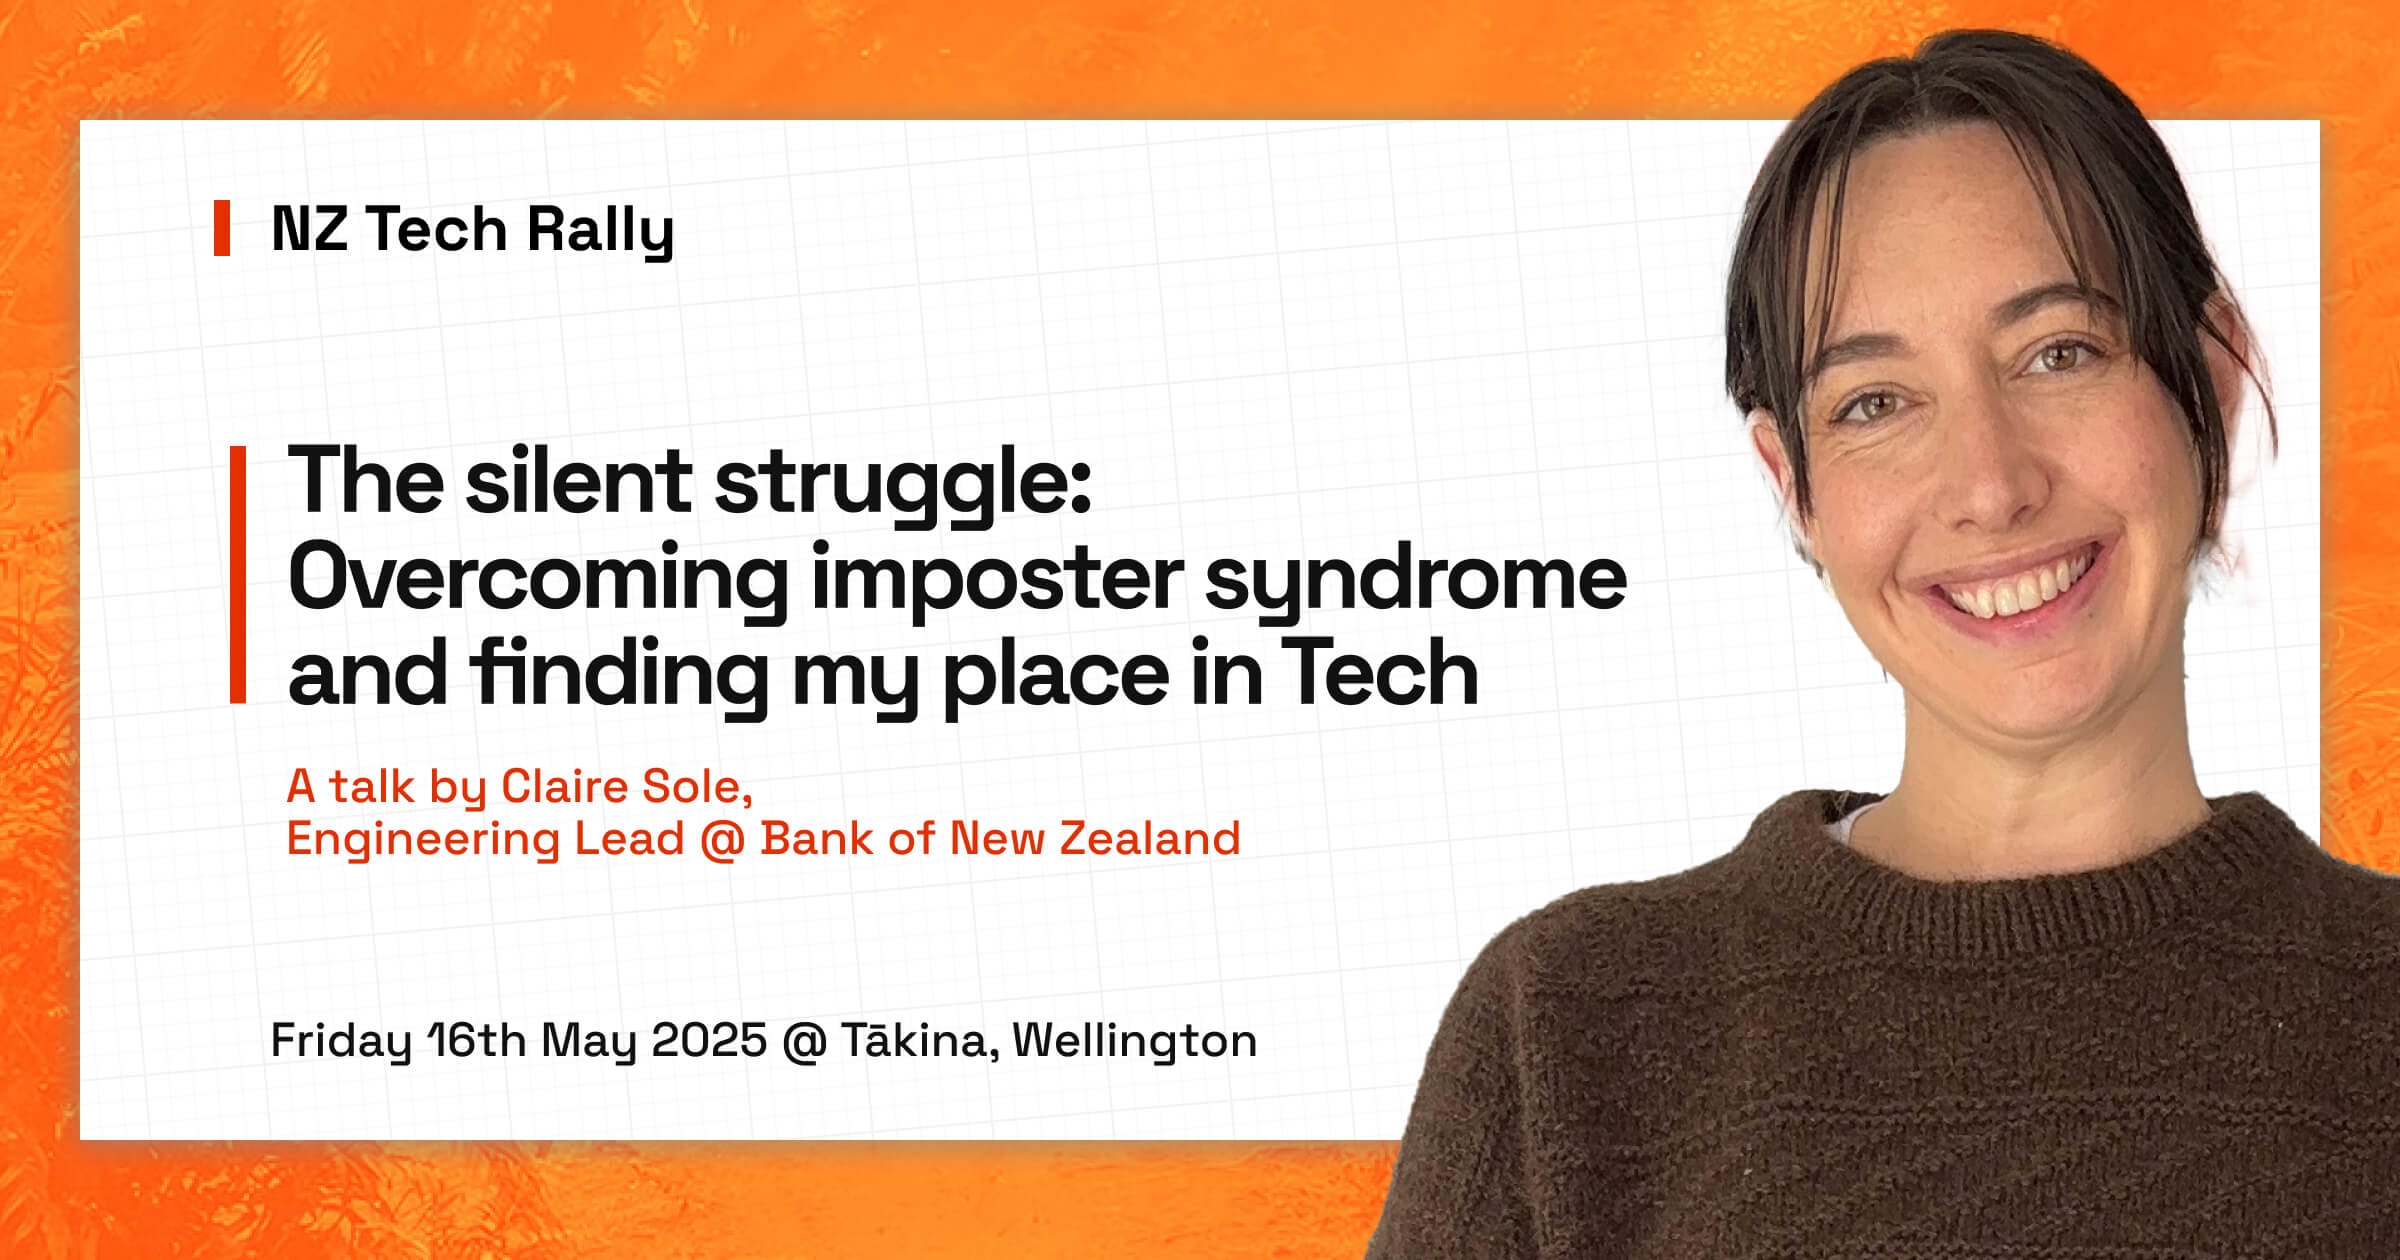 NZ Tech Rally
The silent struggle:
Overcoming imposter syndrome
and finding my place in Tech
A talk by Claire Sole,
Engineering Lead @ Bank of New Zealand
Friday 16th May 2025 @ Tākina, Wellington